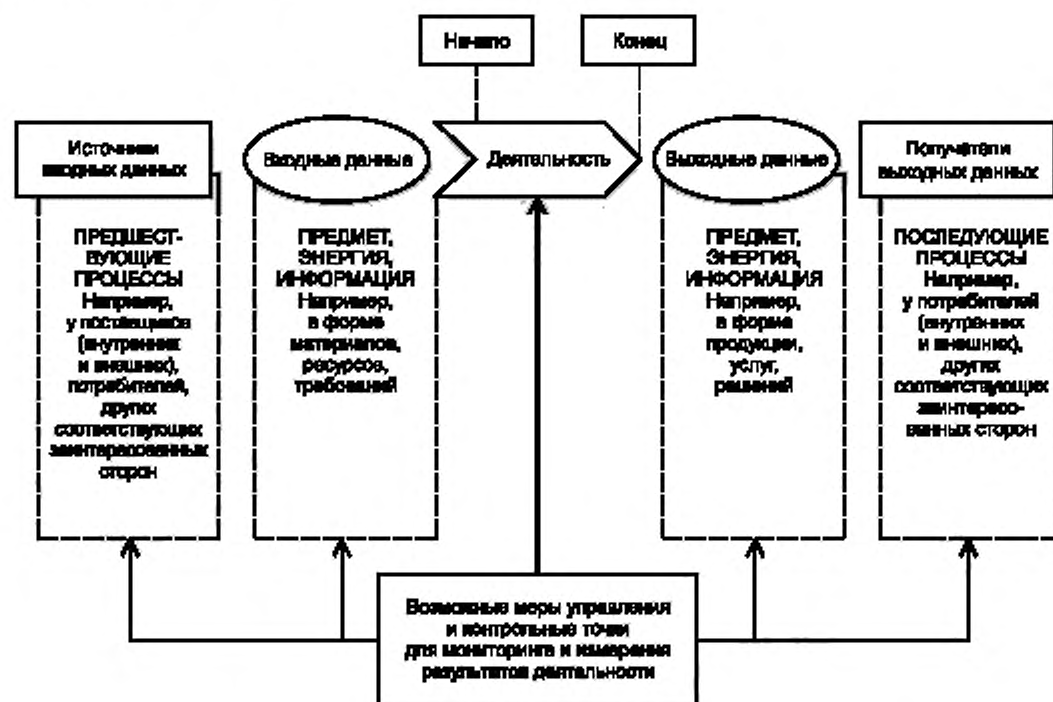 Начало
Конец
Источники
входных данных
Входные данные
Деятельность
Выходные данные
Получатели
выходных данных
ПРЕДШЕСТ-
ВУЮЩИЕ
ПРОЦЕССЫ
Например,
у поставщиков
(внутренних
и внешних),
потребителей,
других
соответствующих
заинтересованных
сторон
ПРЕДМЕТ,
ЭНЕРГИЯ,
ИНФОРМАЦИЯ
Например,
в форме
материалов,
ресурсов,
требований
ПРЕДМЕТ,
ЭНЕРГИЯ,
ИНФОРМАЦИЯ
Например,
в форме
продукции,
услуг,
решений
ПОСЛЕДУЮЩИЕ
ПРОЦЕССЫ
Например,
у потребителей
(внутренних
и внешних),
других
соответствующих
заинтересо-
ванных сторон
Возможные меры управления
и контрольные точки
для мониторинга и измерения
результатов деятельности